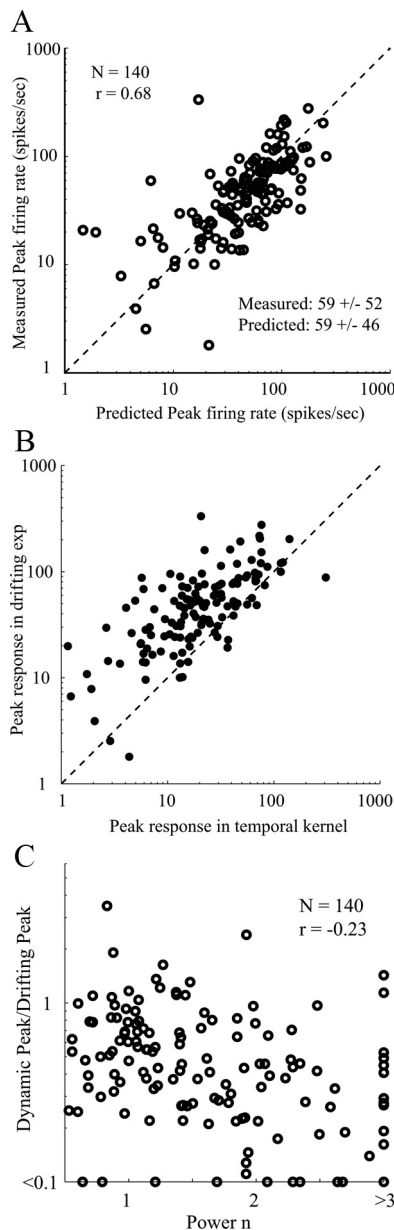 A
1000
N = 140
r = 0.68
100
10
Measured: 59 +/- 52
Predicted: 59 +/- 46
1
1 10 100 1000
Measured Peak firing rate (spikes/sec)
Predicted Peak firing rate (spikes/sec)
B
1000
100
10
1
1 10 100 1000
Peak response in drifting exp
Peak response in temporal kernel
C
N = 140
r = -0.23
1
<0.1
1 2 >3
Dynamic Peak/Drifting Peak
Power n